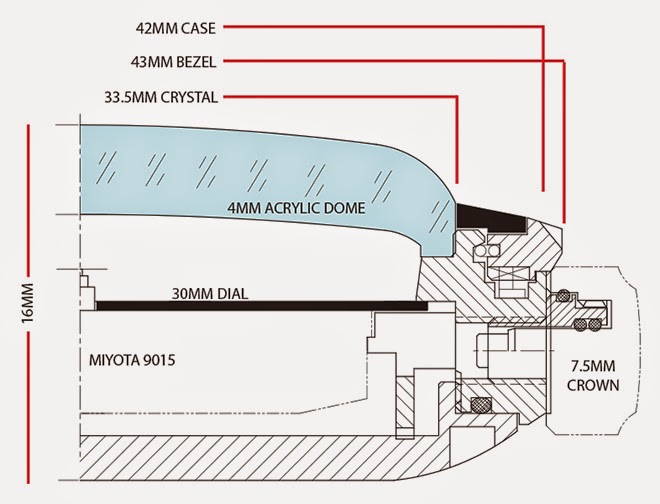 42MM CASE
43MM BEZEL
33.5MM CRYSTAL
4MM ACRYLIC DOME
16MM
30MM DIAL
MIYOTA 9015
7.5MM
CROWN